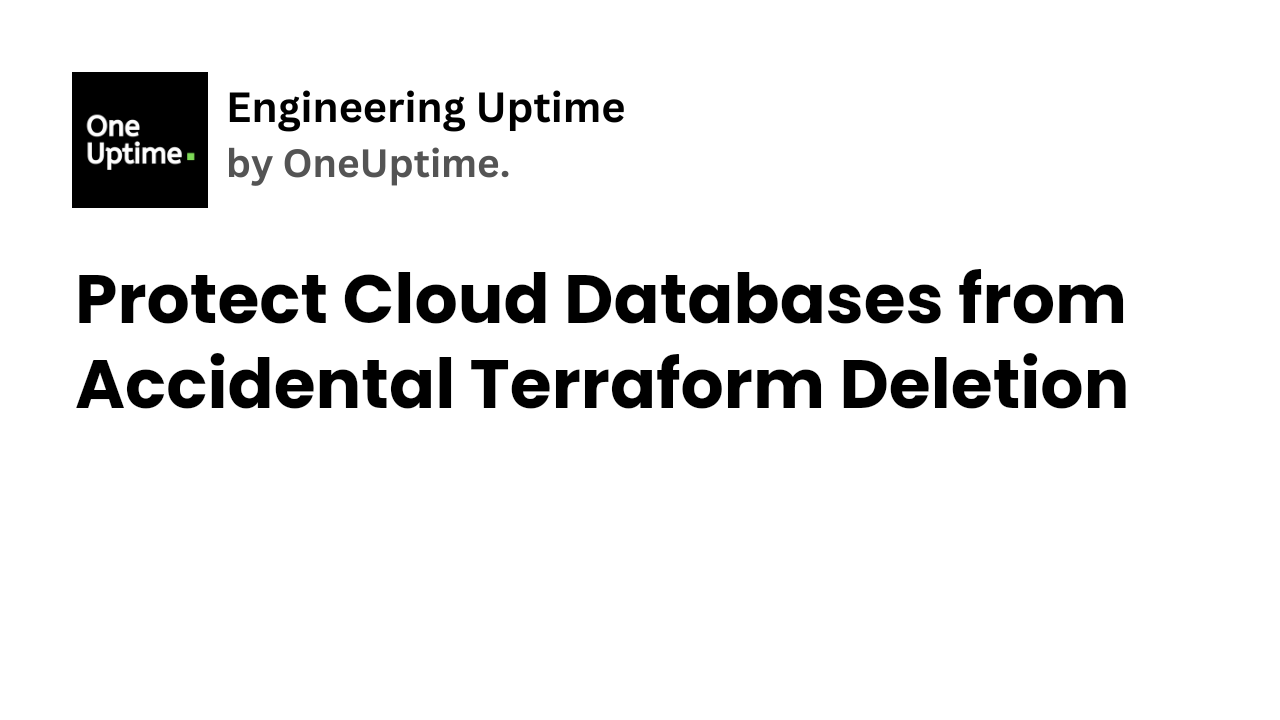 One
Uptime.
Engineering Uptime
by OneUptime.
Protect Cloud Databases from
Accidental Terraform Deletion